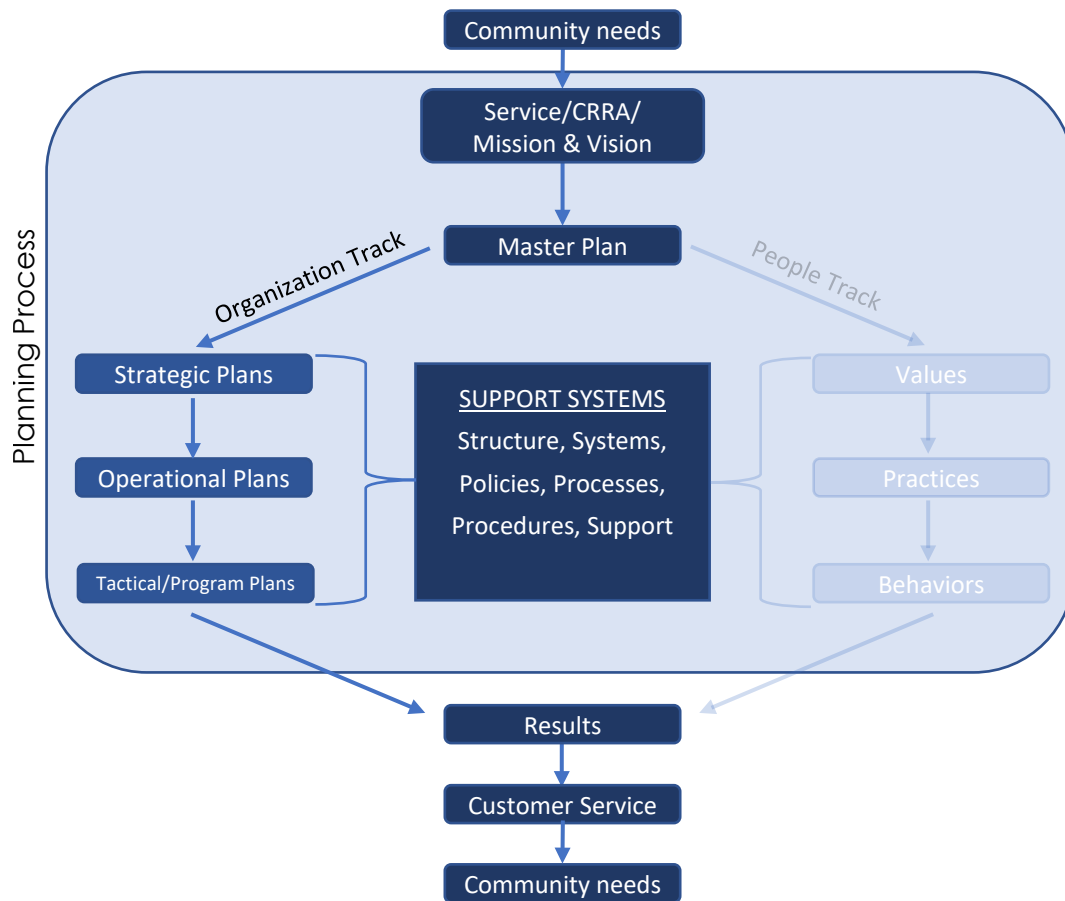 Community needs
Service/CRRA/
Mission & Vision
Master Plan
Planning Process
Organization Track
People Track
Strategic Plans
Operational Plans
Tactical/Program Plans
SUPPORT SYSTEMS
Structure, Systems,
Policies, Processes,
Procedures, Support
Values
Practices
Behaviors
Results
Customer Service
Community needs